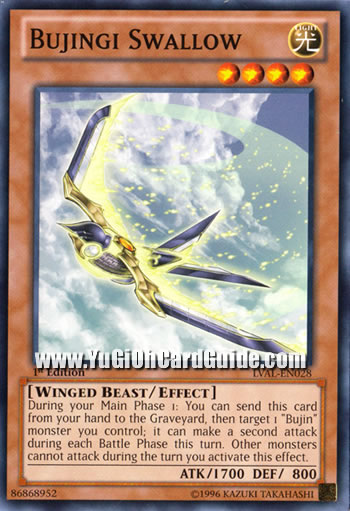 Bujingi Swallow
LIGHT
光
www.YuGiOhCardGuide.com
1st Edition
LVAL-EN028
[Winged Beast/Effect]
During your Main Phase 1: You can send this
card from your hand to the Graveyard, then target 1 "Bujin"
monster you control; it can make a second attack
during each Battle Phase this turn. Other monsters
cannot attack during the turn you activate this effect.
ATK/1700 DEF/ 800
86868952
©1996 KAZUKI TAKAHASHI